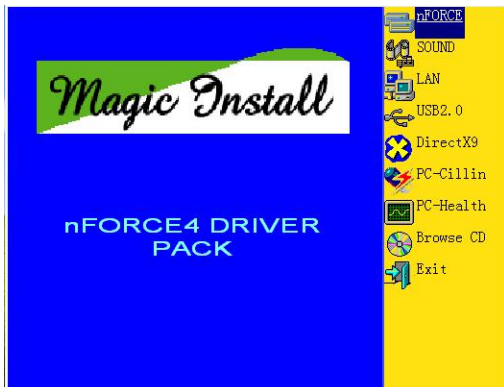 Magic Install
nFORCE4 DRIVER
PACK
nFORCE
SOUND
LAN
USB2.0
DirectX9
PC-Cillin
PC-Health
Browse CD
Exit